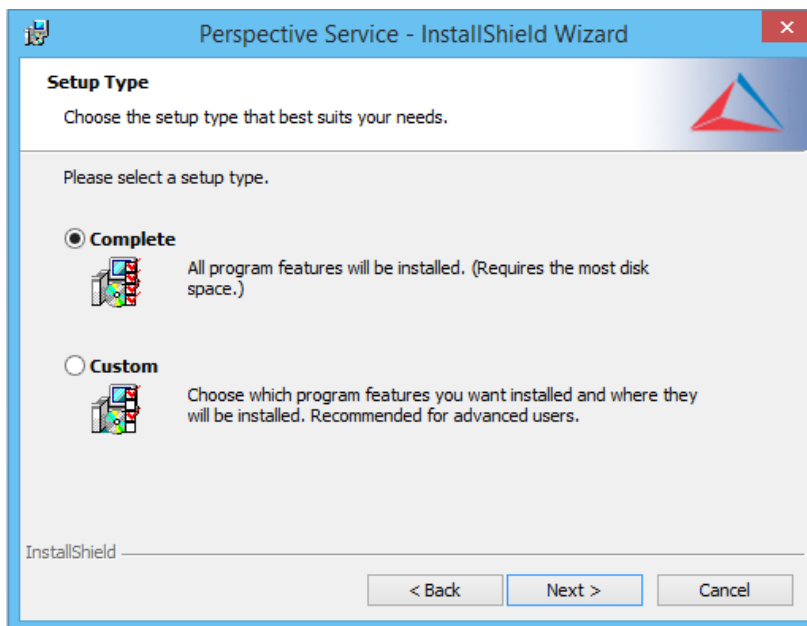 Perspective Service - InstallShield Wizard
Setup Type
Choose the setup type that best suits your needs.
Please select a setup type.
Complete
All program features will be installed. (Requires the most disk
space.)
Custom
Choose which program features you want installed and where they
will be installed. Recommended for advanced users.
InstallShield
< Back
Next >
Cancel